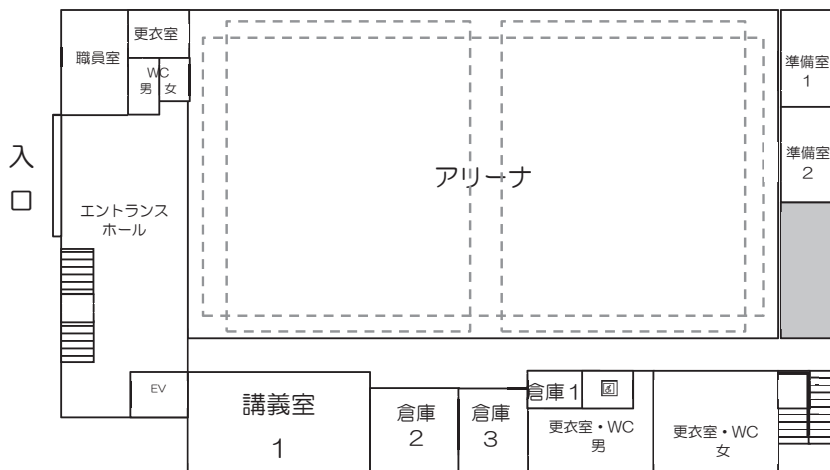 更衣室
職員室
WC
男 女
準備室
1
入
口
アリーナ
準備室
2
エントランス
ホール
EV
講義室
1
倉庫
2
倉庫
3
倉庫1
更衣室・WC
男
更衣室・WC
女